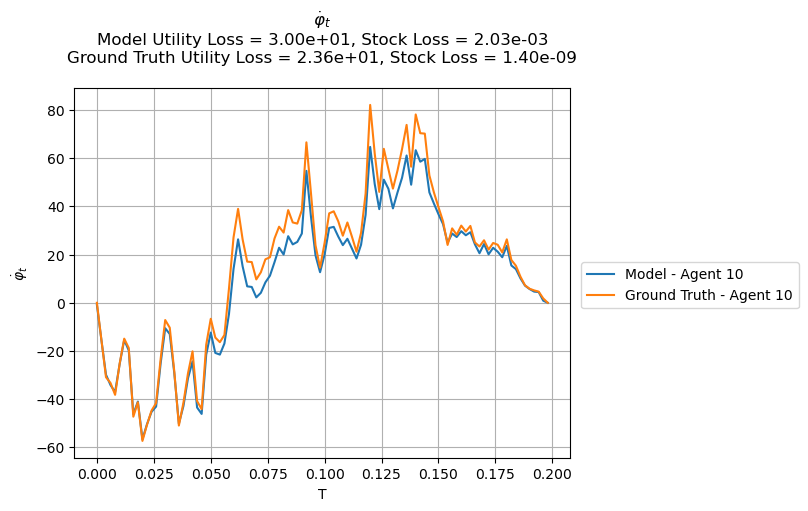 φ̇ₜ
Model Utility Loss = 3.00e+01, Stock Loss = 2.03e-03
Ground Truth Utility Loss = 2.36e+01, Stock Loss = 1.40e-09
80
60
40
20
0
−20
−40
−60
φ̇ₜ
0.000 0.025 0.050 0.075 0.100 0.125 0.150 0.175 0.200
T
Model - Agent 10
Ground Truth - Agent 10